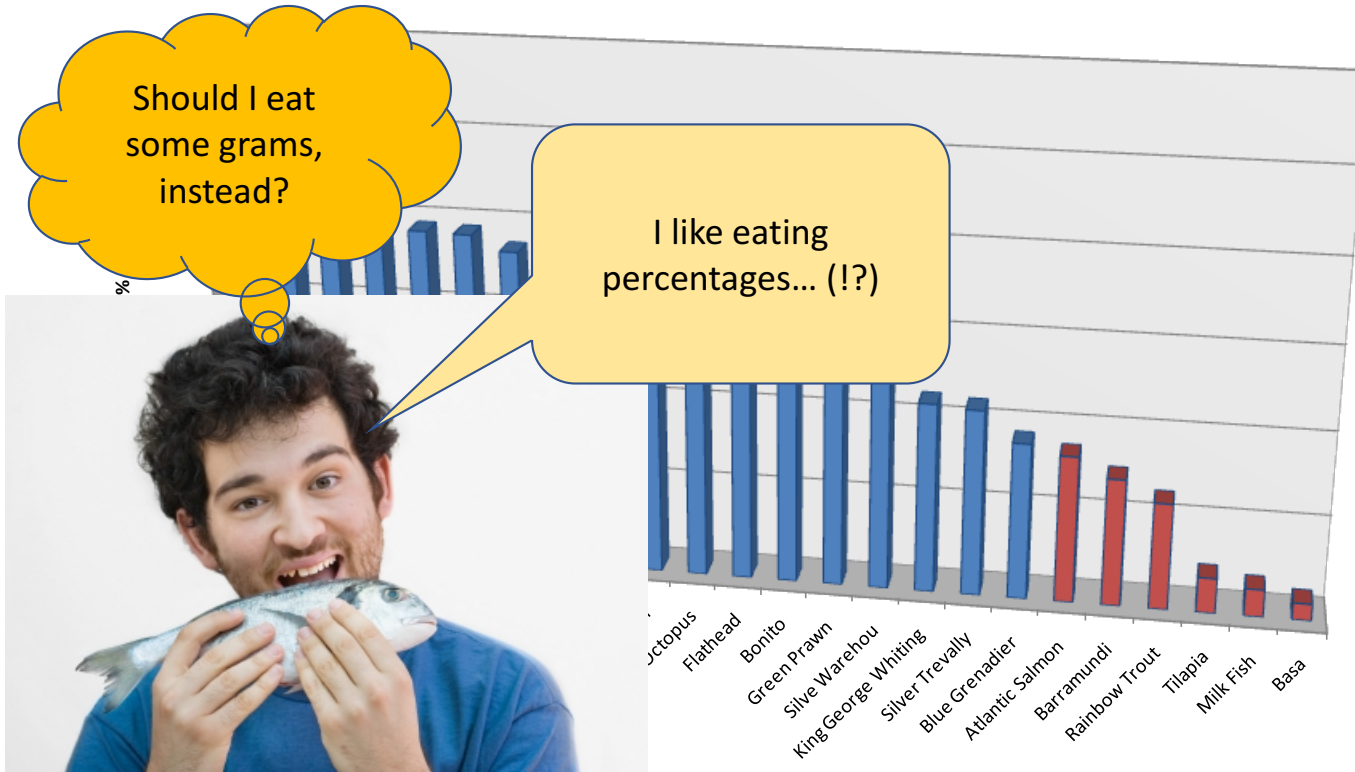 Should I eat
some grams,
instead?
I like eating
percentages... (!?)
%
Octopus
Flathead
Bonito
Green Prawn
Silve Warehou
King George Whiting
Silver Trevally
Blue Grenadier
Atlantic Salmon
Barramundi
Rainbow Trout
Tilapia
Milk Fish
Basa